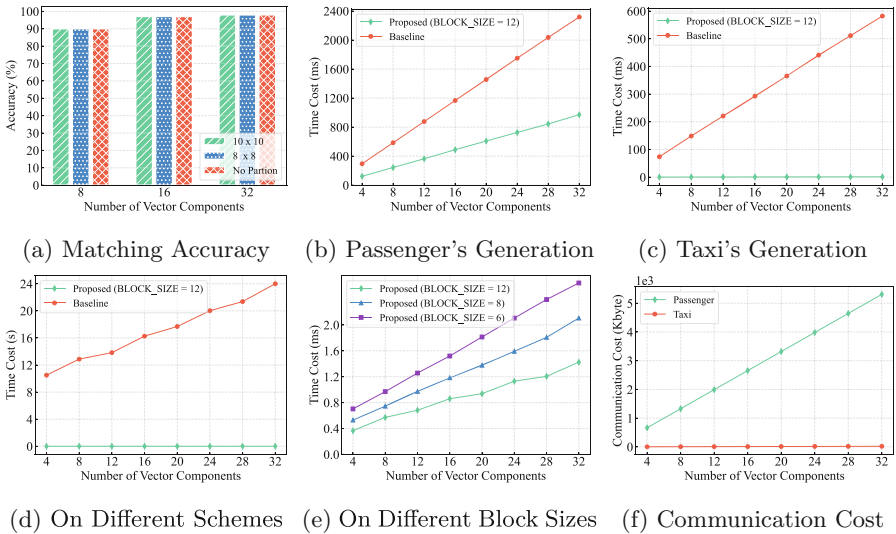 100
90
80
70
60
50
40
30
20
10
0
Accuracy (%)
10 x 10
8 x 8
No Partion
8
16
32
Number of Vector Components
(a) Matching Accuracy
2400
2000
1600
1200
800
400
0
Time Cost (ms)
Proposed (BLOCK_SIZE = 12)
Baseline
4 8 12 16 20 24 28 32
Number of Vector Components
(b) Passenger's Generation
600
500
400
300
200
100
0
Time Cost (ms)
Proposed (BLOCK_SIZE = 12)
Baseline
4 8 12 16 20 24 28 32
Number of Vector Components
(c) Taxi's Generation
24
20
16
12
8
4
0
Time Cost (s)
Proposed (BLOCK_SIZE = 12)
Baseline
4 8 12 16 20 24 28 32
Number of Vector Components
(d) On Different Schemes
2.0
1.6
1.2
0.8
0.4
0.0
Time Cost (ms)
Proposed (BLOCK_SIZE = 12)
Proposed (BLOCK_SIZE = 8)
Proposed (BLOCK_SIZE = 6)
4 8 12 16 20 24 28 32
Number of Vector Components
(e) On Different Block Sizes
1e3
5
4
3
2
1
0
Communication Cost (Kbyte)
Passenger
Taxi
4 8 12 16 20 24 28 32
Number of Vector Components
(f) Communication Cost